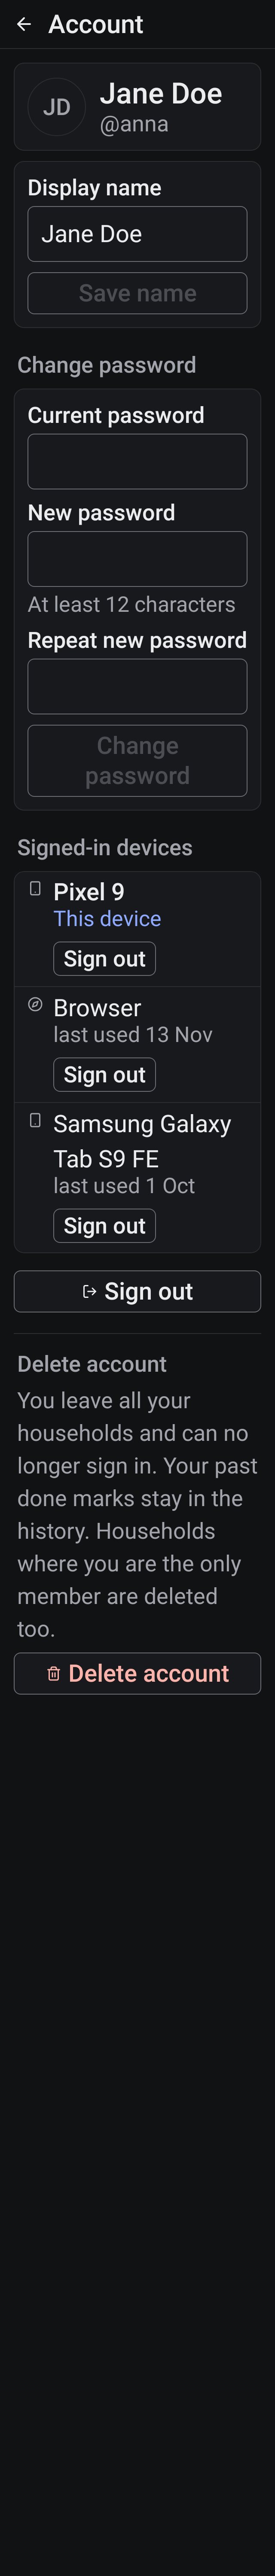 Account
JD
Jane Doe
@anna
Display name
Jane Doe
Save name
Change password
Current password
New password
At least 12 characters
Repeat new password
Change
password
Signed-in devices
Pixel 9
This device
Sign out
Browser
last used 13 Nov
Sign out
Samsung Galaxy
Tab S9 FE
last used 1 Oct
Sign out
Sign out
Delete account
You leave all your
households and can no
longer sign in. Your past
done marks stay in the
history. Households
where you are the only
member are deleted
too.
Delete account